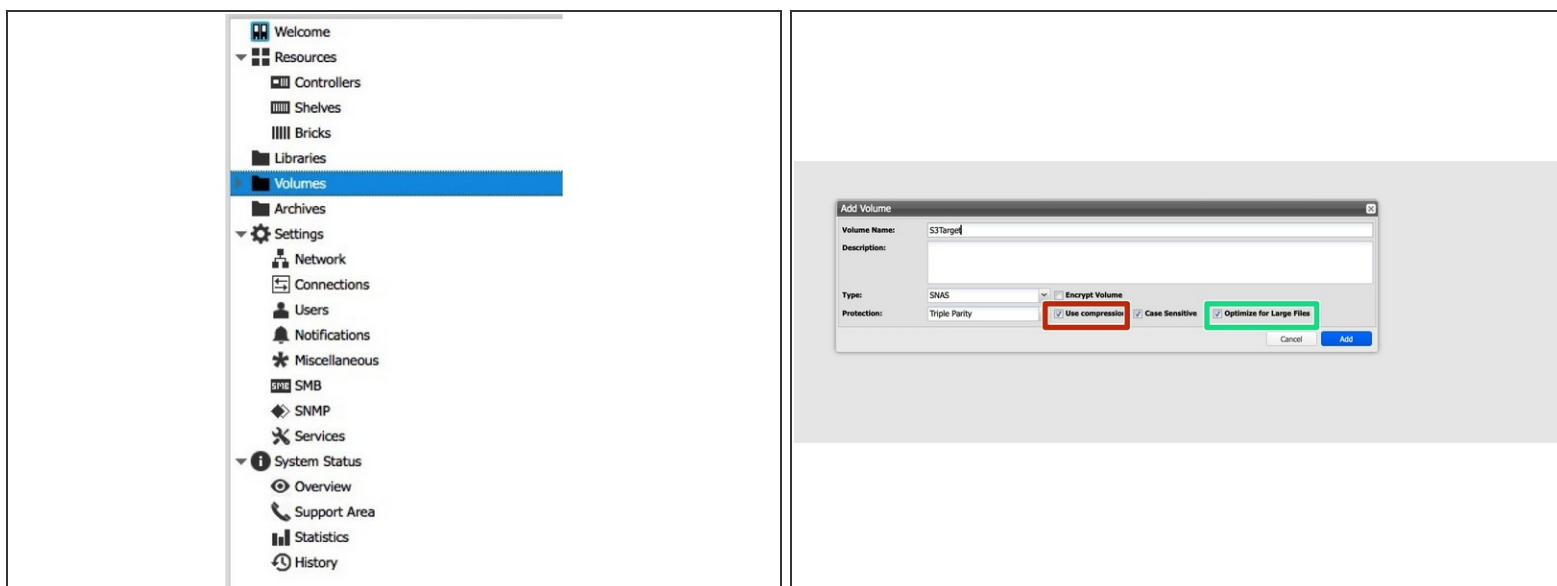 Welcome
Resources
Controllers
Shelves
Bricks
Libraries
Volumes
Archives
Settings
Network
Connections
Users
Notifications
Miscellaneous
SMB SMB
SNMP
Services
System Status
Overview
Support Area
Statistics
History
Add Volume
Volume Name: S3Target
Description:
Type: SNAS Encrypt Volume
Protection: Triple Parity Use compression Case Sensitive Optimize for Large Files
Cancel Add